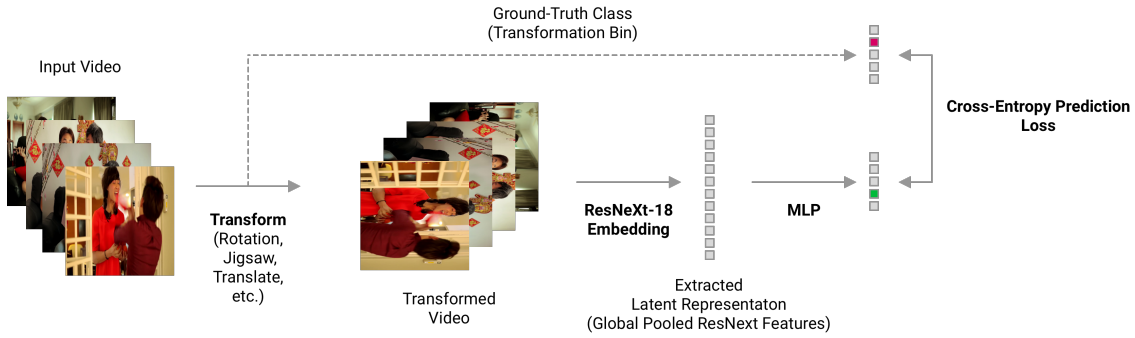 Ground-Truth Class
(Transformation Bin)
Input Video
Cross-Entropy Prediction
Loss
Transform
(Rotation,
Jigsaw,
Translate,
etc.)
ResNeXt-18
Embedding
MLP
Transformed
Video
Extracted
Latent Representaton
(Global Pooled ResNext Features)